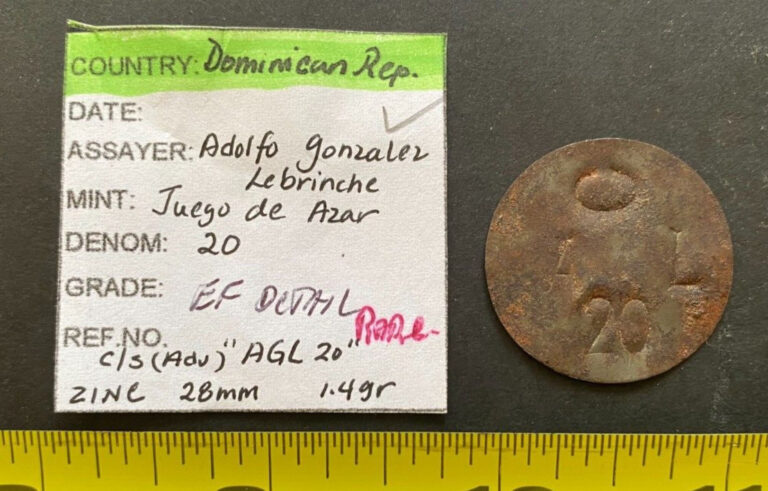 COUNTRY: Dominican Rep.
DATE:
ASSAYER: Adolfo Gonzalez
Lebrinche
MINT: Juego de Azar
DENOM: 20
GRADE: EF DETAIL
Rare
REF.NO.
c/s (Adv) "AGL 20"
ZINC 28mm 1.4gr
L
20